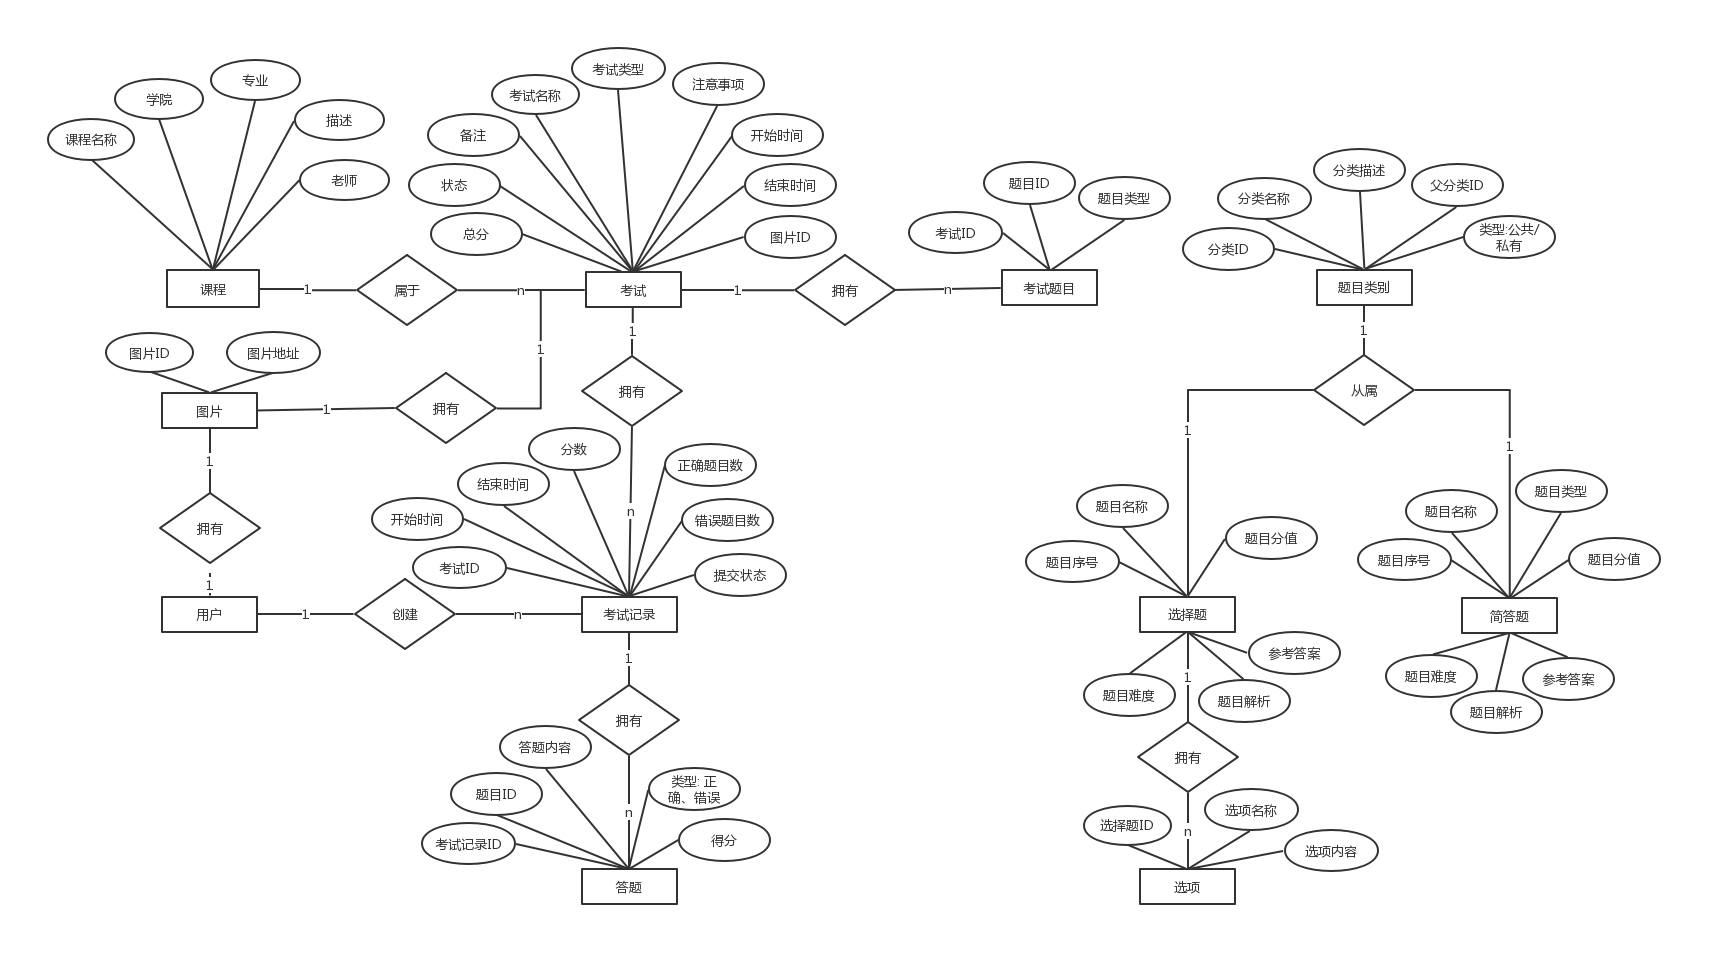 课程名称
学院
专业
描述
老师
课程
1
属于
n
总分
状态
备注
考试名称
考试类型
注意事项
开始时间
结束时间
图片ID
考试
1
拥有
n
考试ID
题目ID
题目类型
考试题目
图片ID
图片地址
图片
1
拥有
1
1
拥有
1
用户
1
创建
n
1
拥有
n
考试ID
开始时间
结束时间
分数
正确题目数
错误题目数
提交状态
考试记录
1
拥有
n
考试记录ID
题目ID
答题内容
类型: 正
确、错误
得分
答题
分类ID
分类名称
分类描述
父分类ID
类型:公共/
私有
题目类别
1
从属
1
1
题目序号
题目名称
题目分值
选择题
题目难度
题目解析
参考答案
1
拥有
n
选择题ID
选项名称
选项内容
选项
题目序号
题目名称
题目类型
题目分值
简答题
题目难度
题目解析
参考答案